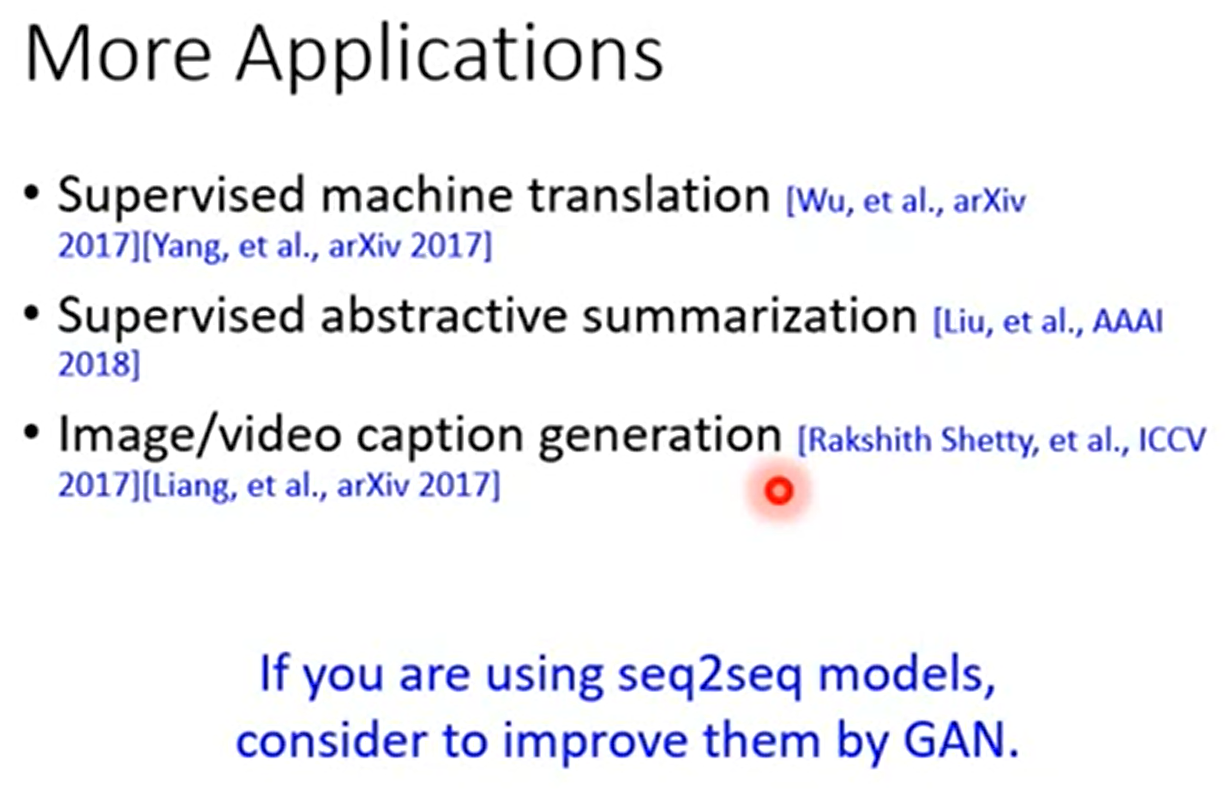 More Applications
• Supervised machine translation [Wu, et al., arXiv
2017][Yang, et al., arXiv 2017]
• Supervised abstractive summarization [Liu, et al., AAAI
2018]
• Image/video caption generation [Rakshith Shetty, et al., ICCV
2017][Liang, et al., arXiv 2017]
If you are using seq2seq models,
consider to improve them by GAN.